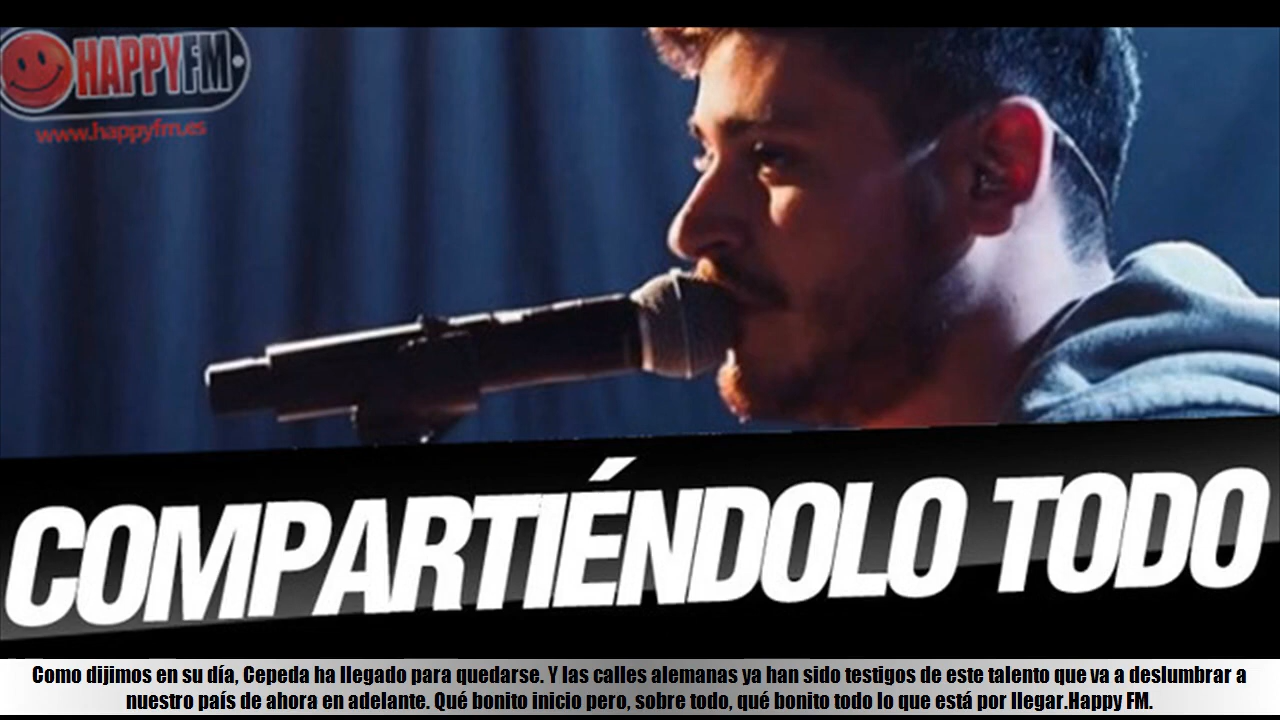 HAPPYFM
www.happyfm.es
COMPARTIÉNDOLO TODO
Como dijimos en su día, Cepeda ha llegado para quedarse. Y las calles alemanas ya han sido testigos de este talento que va a deslumbrar a
nuestro país de ahora en adelante. Qué bonito inicio pero, sobre todo, qué bonito todo lo que está por llegar.Happy FM.